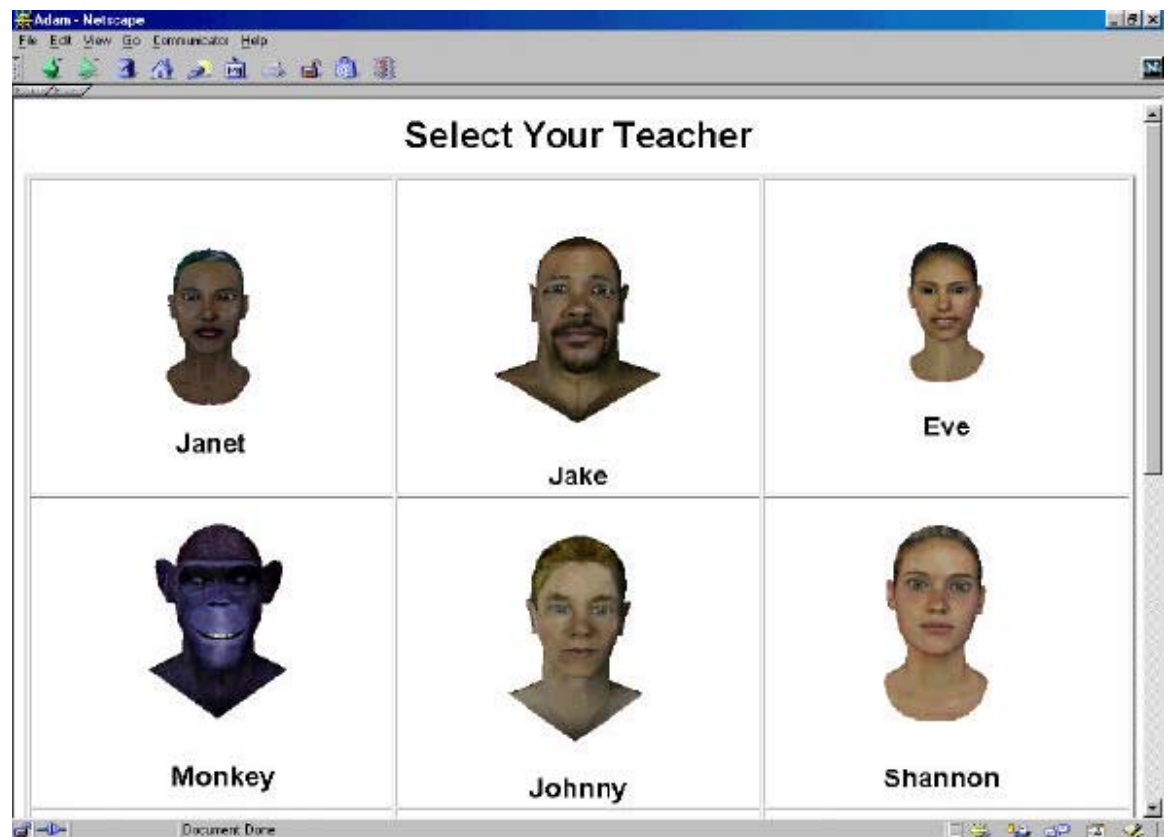 Adam - Netscape
File Edit View Go Communicator Help
Select Your Teacher
Janet
Jake
Eve
Monkey
Johnny
Shannon
Document Done